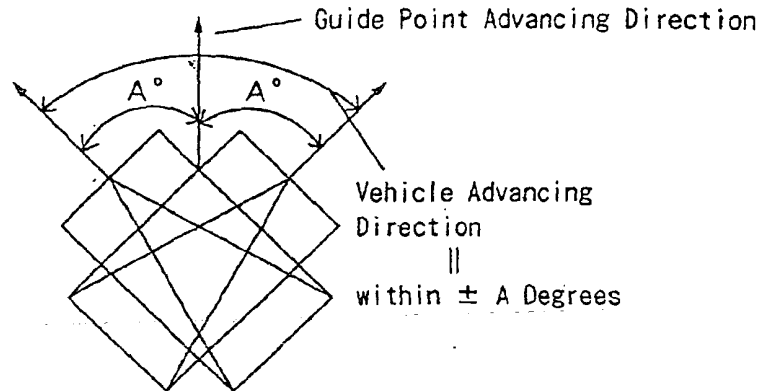 Guide Point Advancing Direction
A° A°
Vehicle Advancing
Direction
||
within ± A Degrees